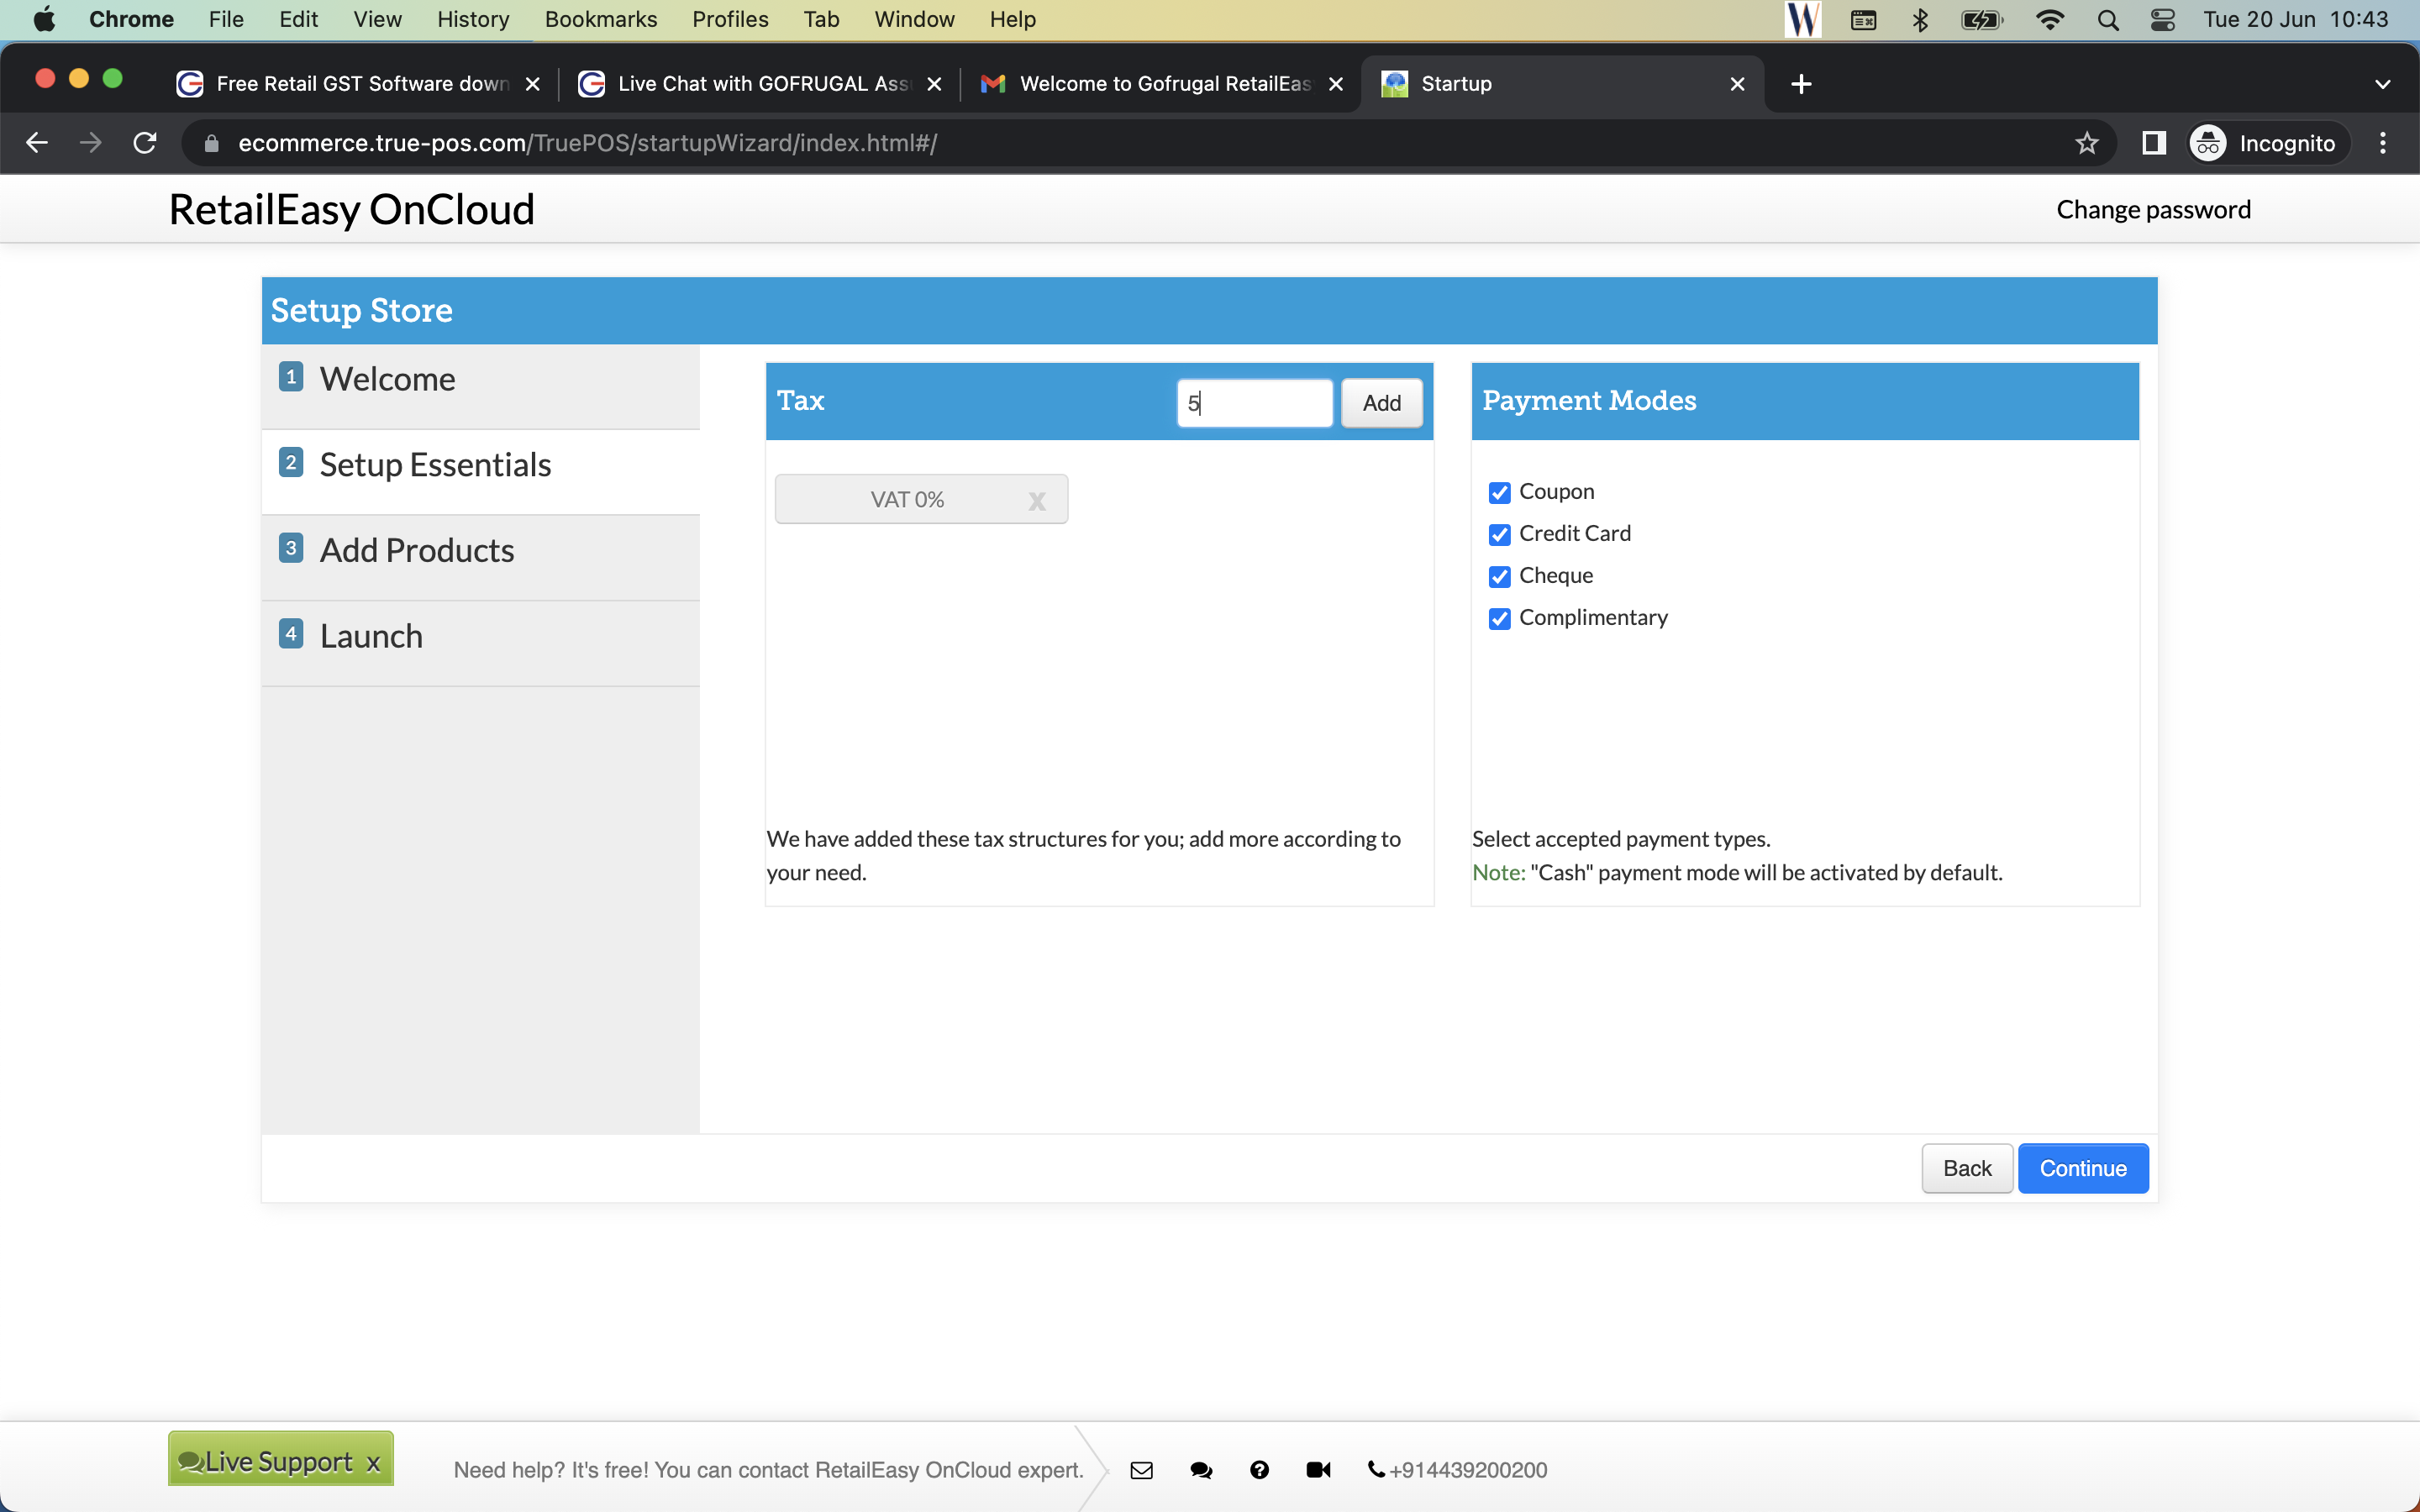 Chrome File Edit View History Bookmarks Profiles Tab Window Help Tue 20 Jun 10:43
Free Retail GST Software down
Live Chat with GOFRUGAL Ass
Welcome to Gofrugal RetailEas
Startup
ecommerce.true-pos.com/TruePOS/startupWizard/index.html#/
Incognito
RetailEasy OnCloud
Change password
Setup Store
1 Welcome
2 Setup Essentials
3 Add Products
4 Launch
Tax
5
Add
VAT 0% x
We have added these tax structures for you; add more according to
your need.
Payment Modes
Coupon
Credit Card
Cheque
Complimentary
Select accepted payment types.
Note: "Cash" payment mode will be activated by default.
Back
Continue
Live Support x
Need help? It's free! You can contact RetailEasy OnCloud expert.
+914439200200